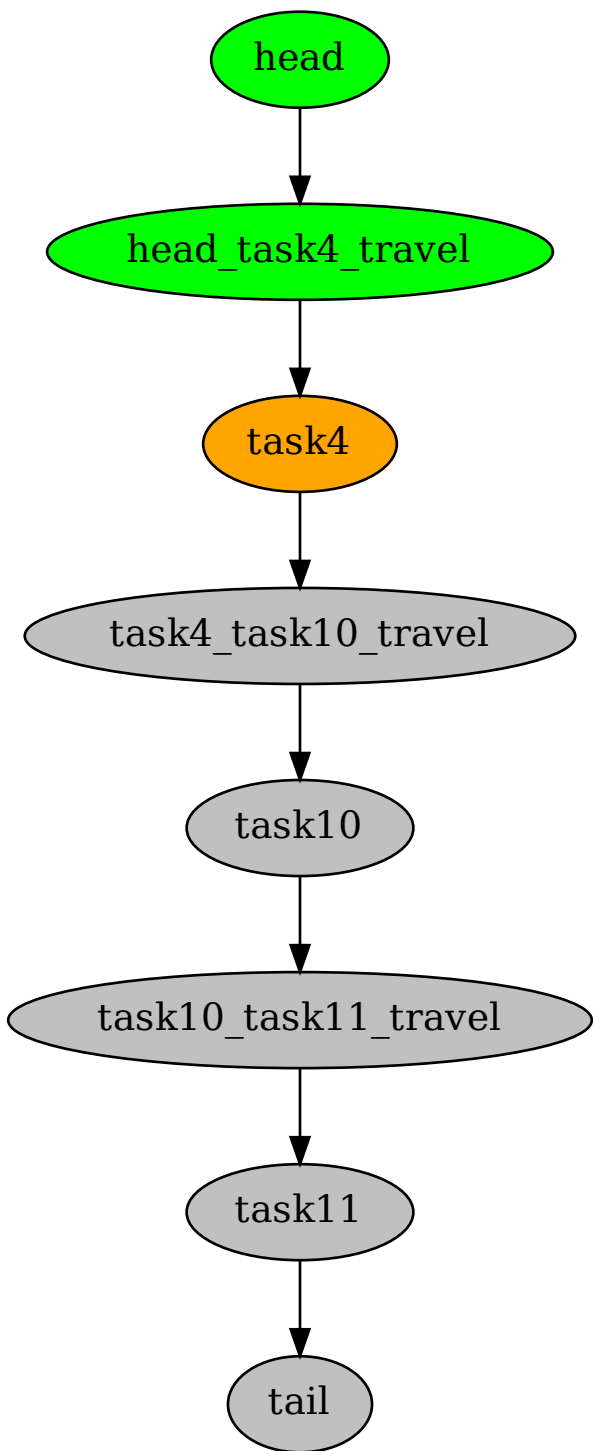 head
head_task4_travel
task4
task4_task10_travel
task10
task10_task11_travel
task11
tail